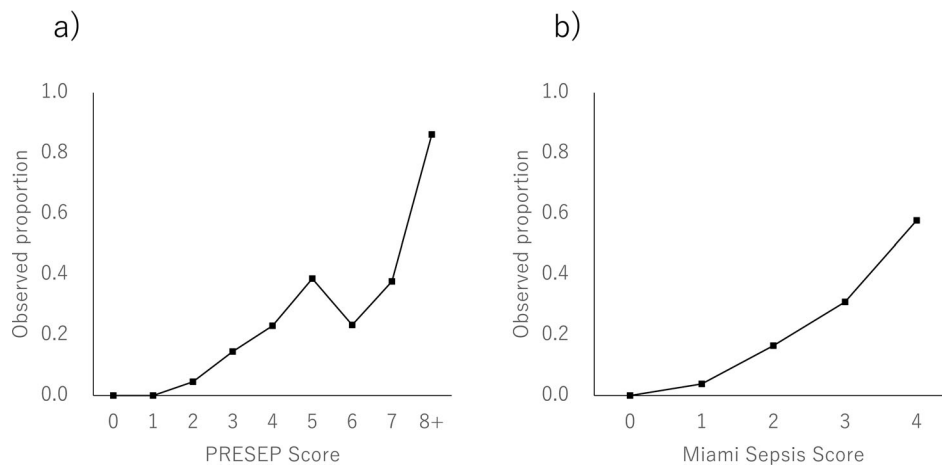 a)
1.0
0.8
0.6
0.4
0.2
0.0
Observed proportion
0 1 2 3 4 5 6 7 8+
PRESEP Score
b)
1.0
0.8
0.6
0.4
0.2
0.0
Observed proportion
0 1 2 3 4
Miami Sepsis Score